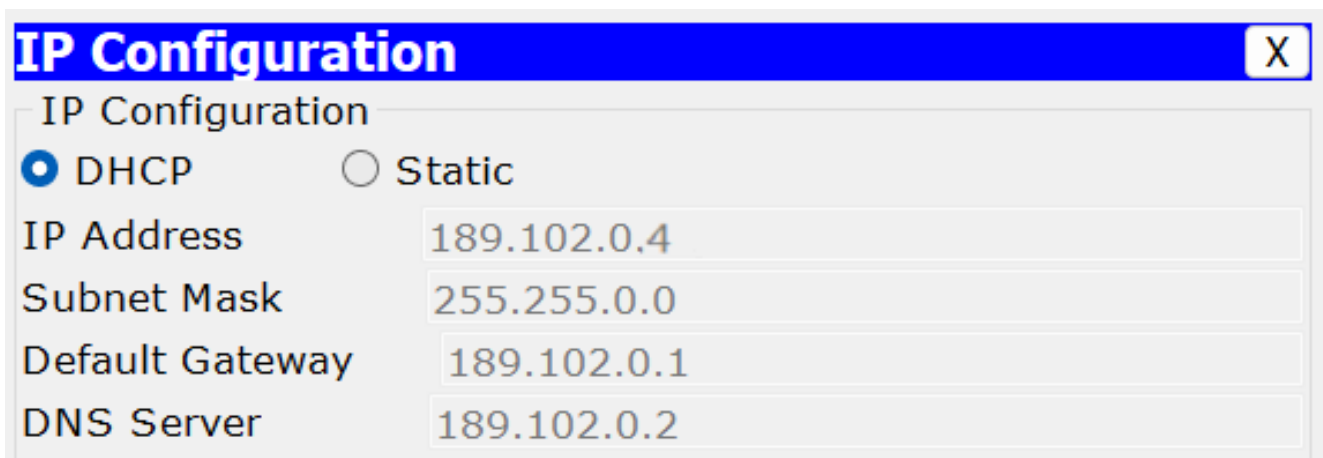 IP Configuration X
IP Configuration
DHCP Static
IP Address 189.102.0.4
Subnet Mask 255.255.0.0
Default Gateway 189.102.0.1
DNS Server 189.102.0.2